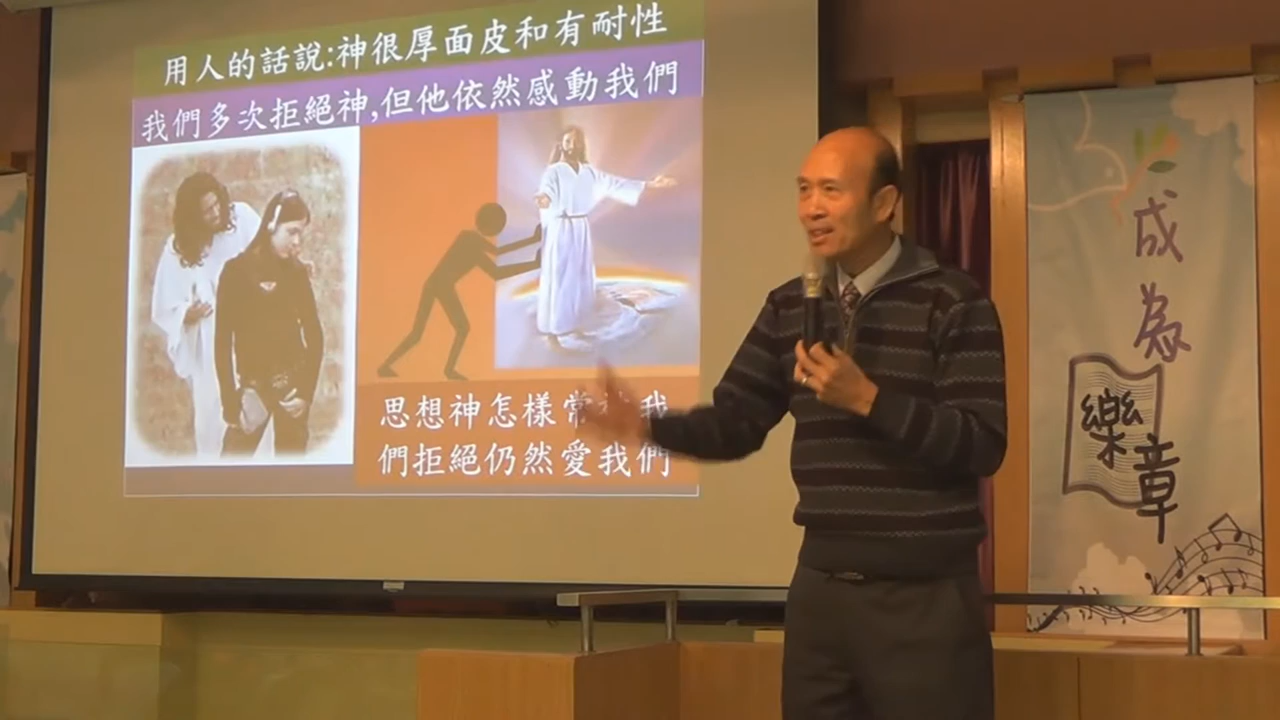 用人的話說:神很厚面皮和有耐性
我們多次拒絕神,但他依然感動我們
思想神怎樣常 我
們拒絕仍然愛我們
成為
樂章